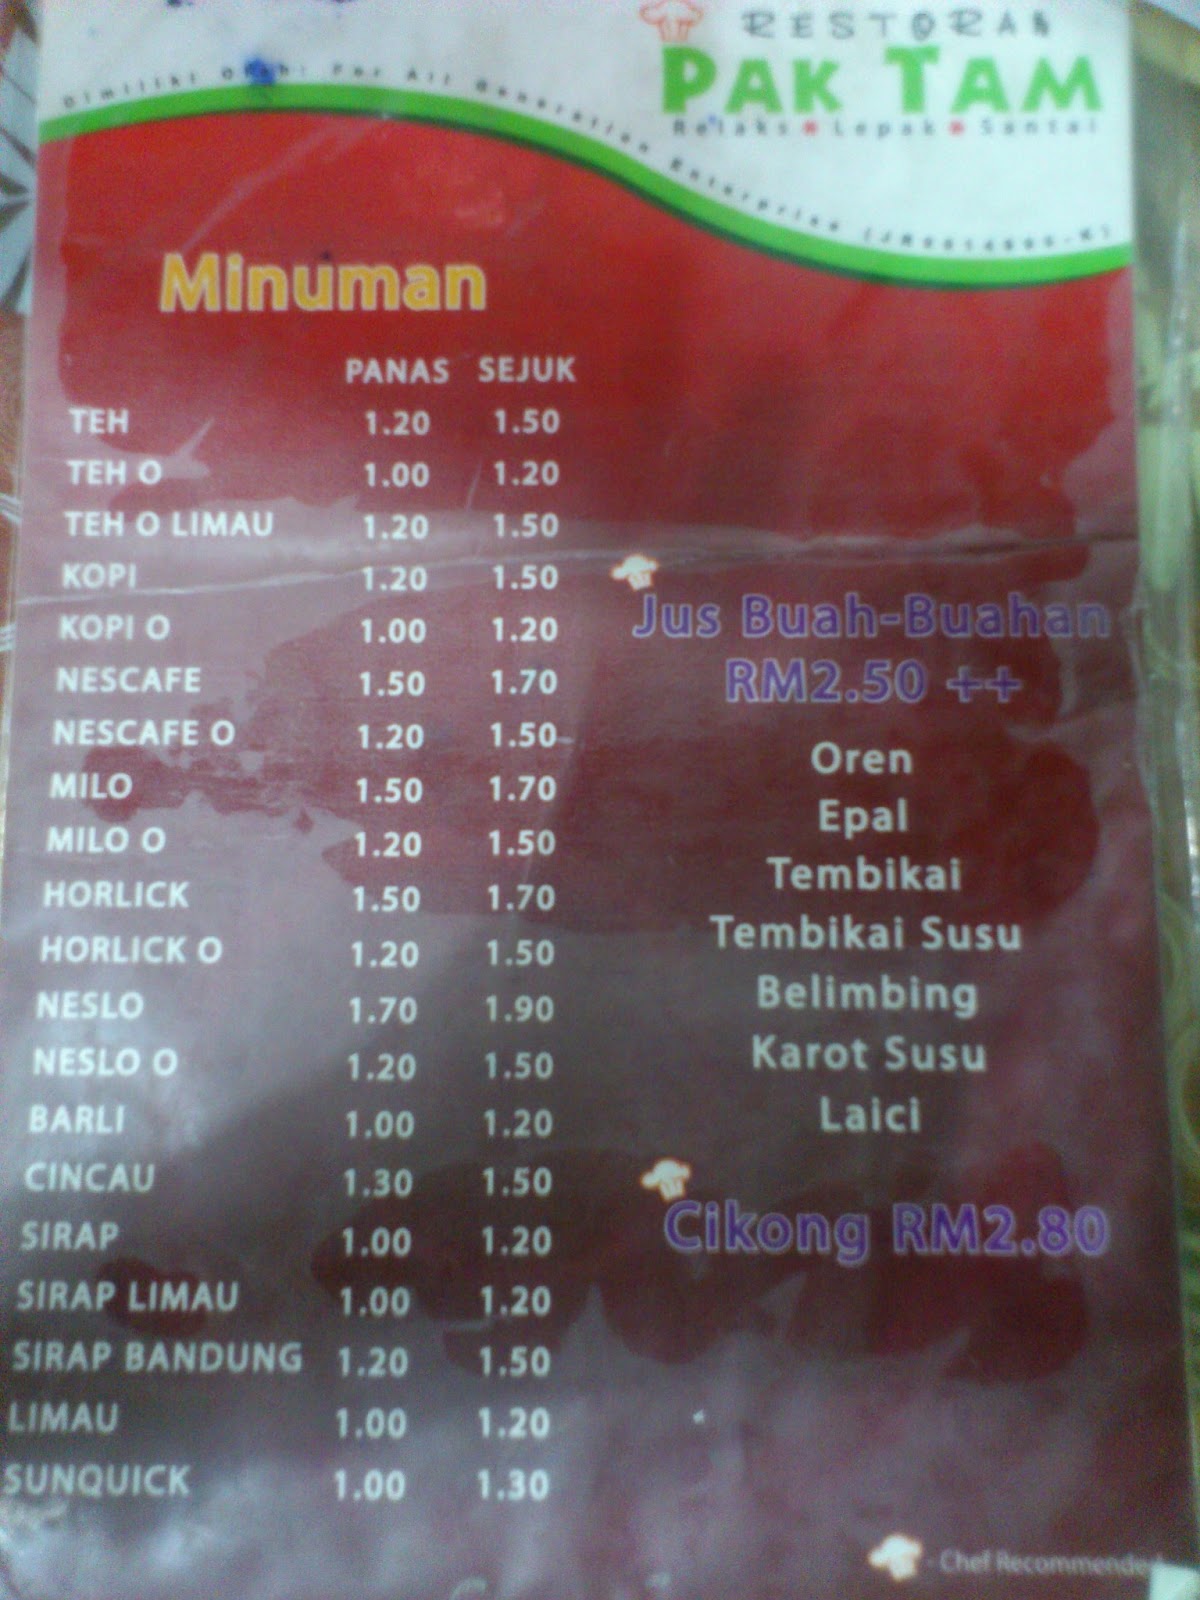 RESTORAN
PAK TAM
Relaks • Lepak • Santai
Dimiliki Oleh: For All Generation Enterprise
Minuman
PANAS SEJUK
TEH 1.20 1.50
TEH O 1.00 1.20
TEH O LIMAU 1.20 1.50
KOPI 1.20 1.50
KOPI O 1.00 1.20
NESCAFE 1.50 1.70
NESCAFE O 1.20 1.50
MILO 1.50 1.70
MILO O 1.20 1.50
HORLICK 1.50 1.70
HORLICK O 1.20 1.50
NESLO 1.70 1.90
NESLO O 1.20 1.50
BARLI 1.00 1.20
CINCAU 1.30 1.50
SIRAP 1.00 1.20
SIRAP LIMAU 1.00 1.20
SIRAP BANDUNG 1.20 1.50
LIMAU 1.00 1.20
SUNQUICK 1.00 1.30
Jus Buah-Buahan
RM2.50 ++
Oren
Epal
Tembikai
Tembikai Susu
Belimbing
Karot Susu
Laici
Cikong RM2.80
- Chef Recommended